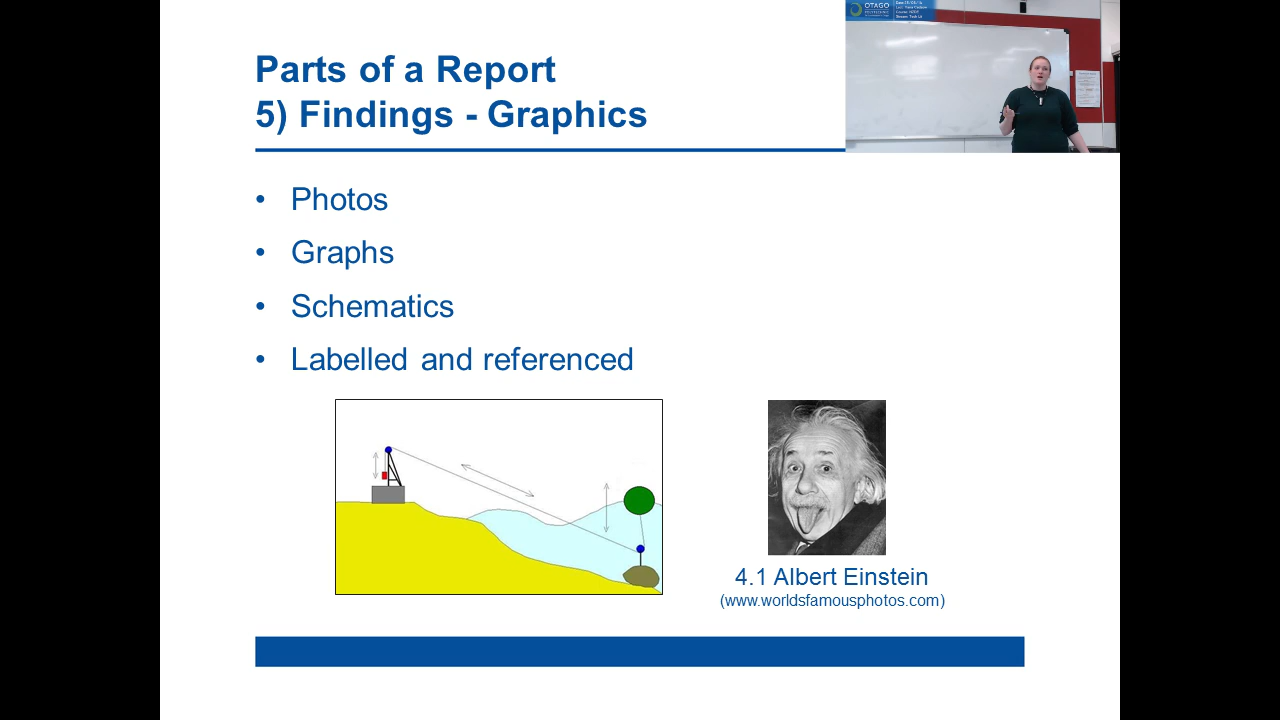 Parts of a Report
5) Findings - Graphics
• Photos
• Graphs
• Schematics
• Labelled and referenced
4.1 Albert Einstein
(www.worldsfamousphotos.com)
OTAGO